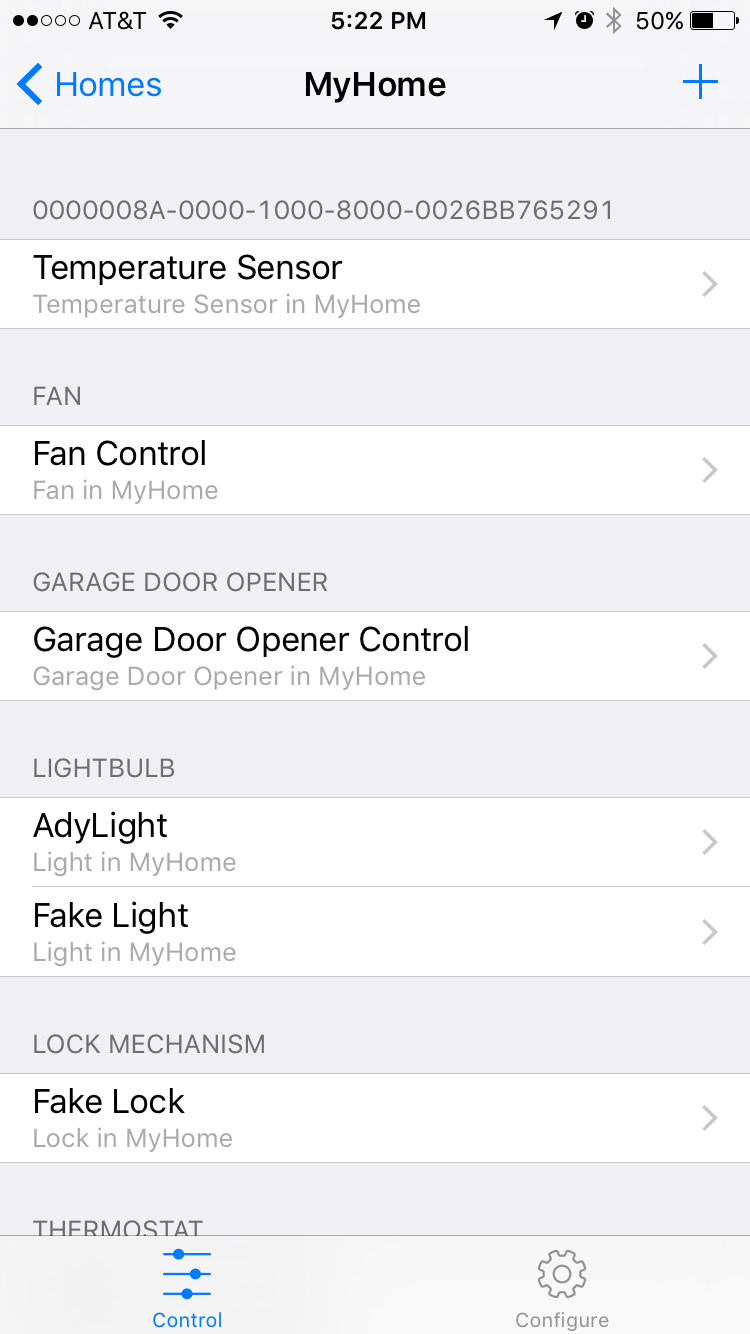 AT&T 5:22 PM 50%
Homes MyHome
0000008A-0000-1000-8000-0026BB765291
Temperature Sensor
Temperature Sensor in MyHome
FAN
Fan Control
Fan in MyHome
GARAGE DOOR OPENER
Garage Door Opener Control
Garage Door Opener in MyHome
LIGHTBULB
AdyLight
Light in MyHome
Fake Light
Light in MyHome
LOCK MECHANISM
Fake Lock
Lock in MyHome
THERMOSTAT
Control Configure